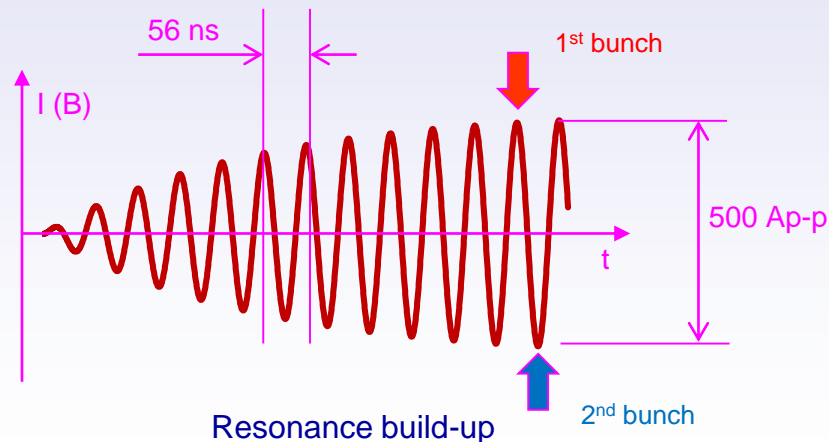 56 ns
1st bunch
I (B)
500 Ap-p
t
Resonance build-up
2nd bunch